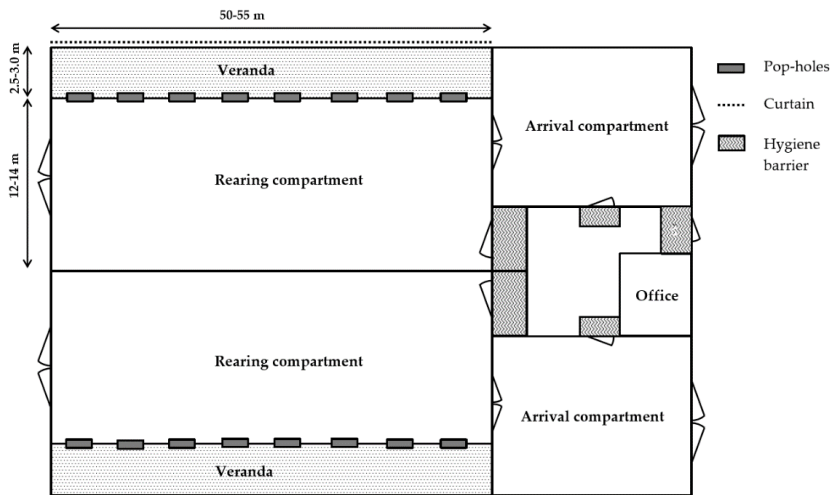 50-55 m
2.5-3.0 m
Veranda
Pop-holes
Curtain
Arrival compartment
Hygiene
barrier
12-14 m
Rearing compartment
Office
Rearing compartment
Arrival compartment
Veranda